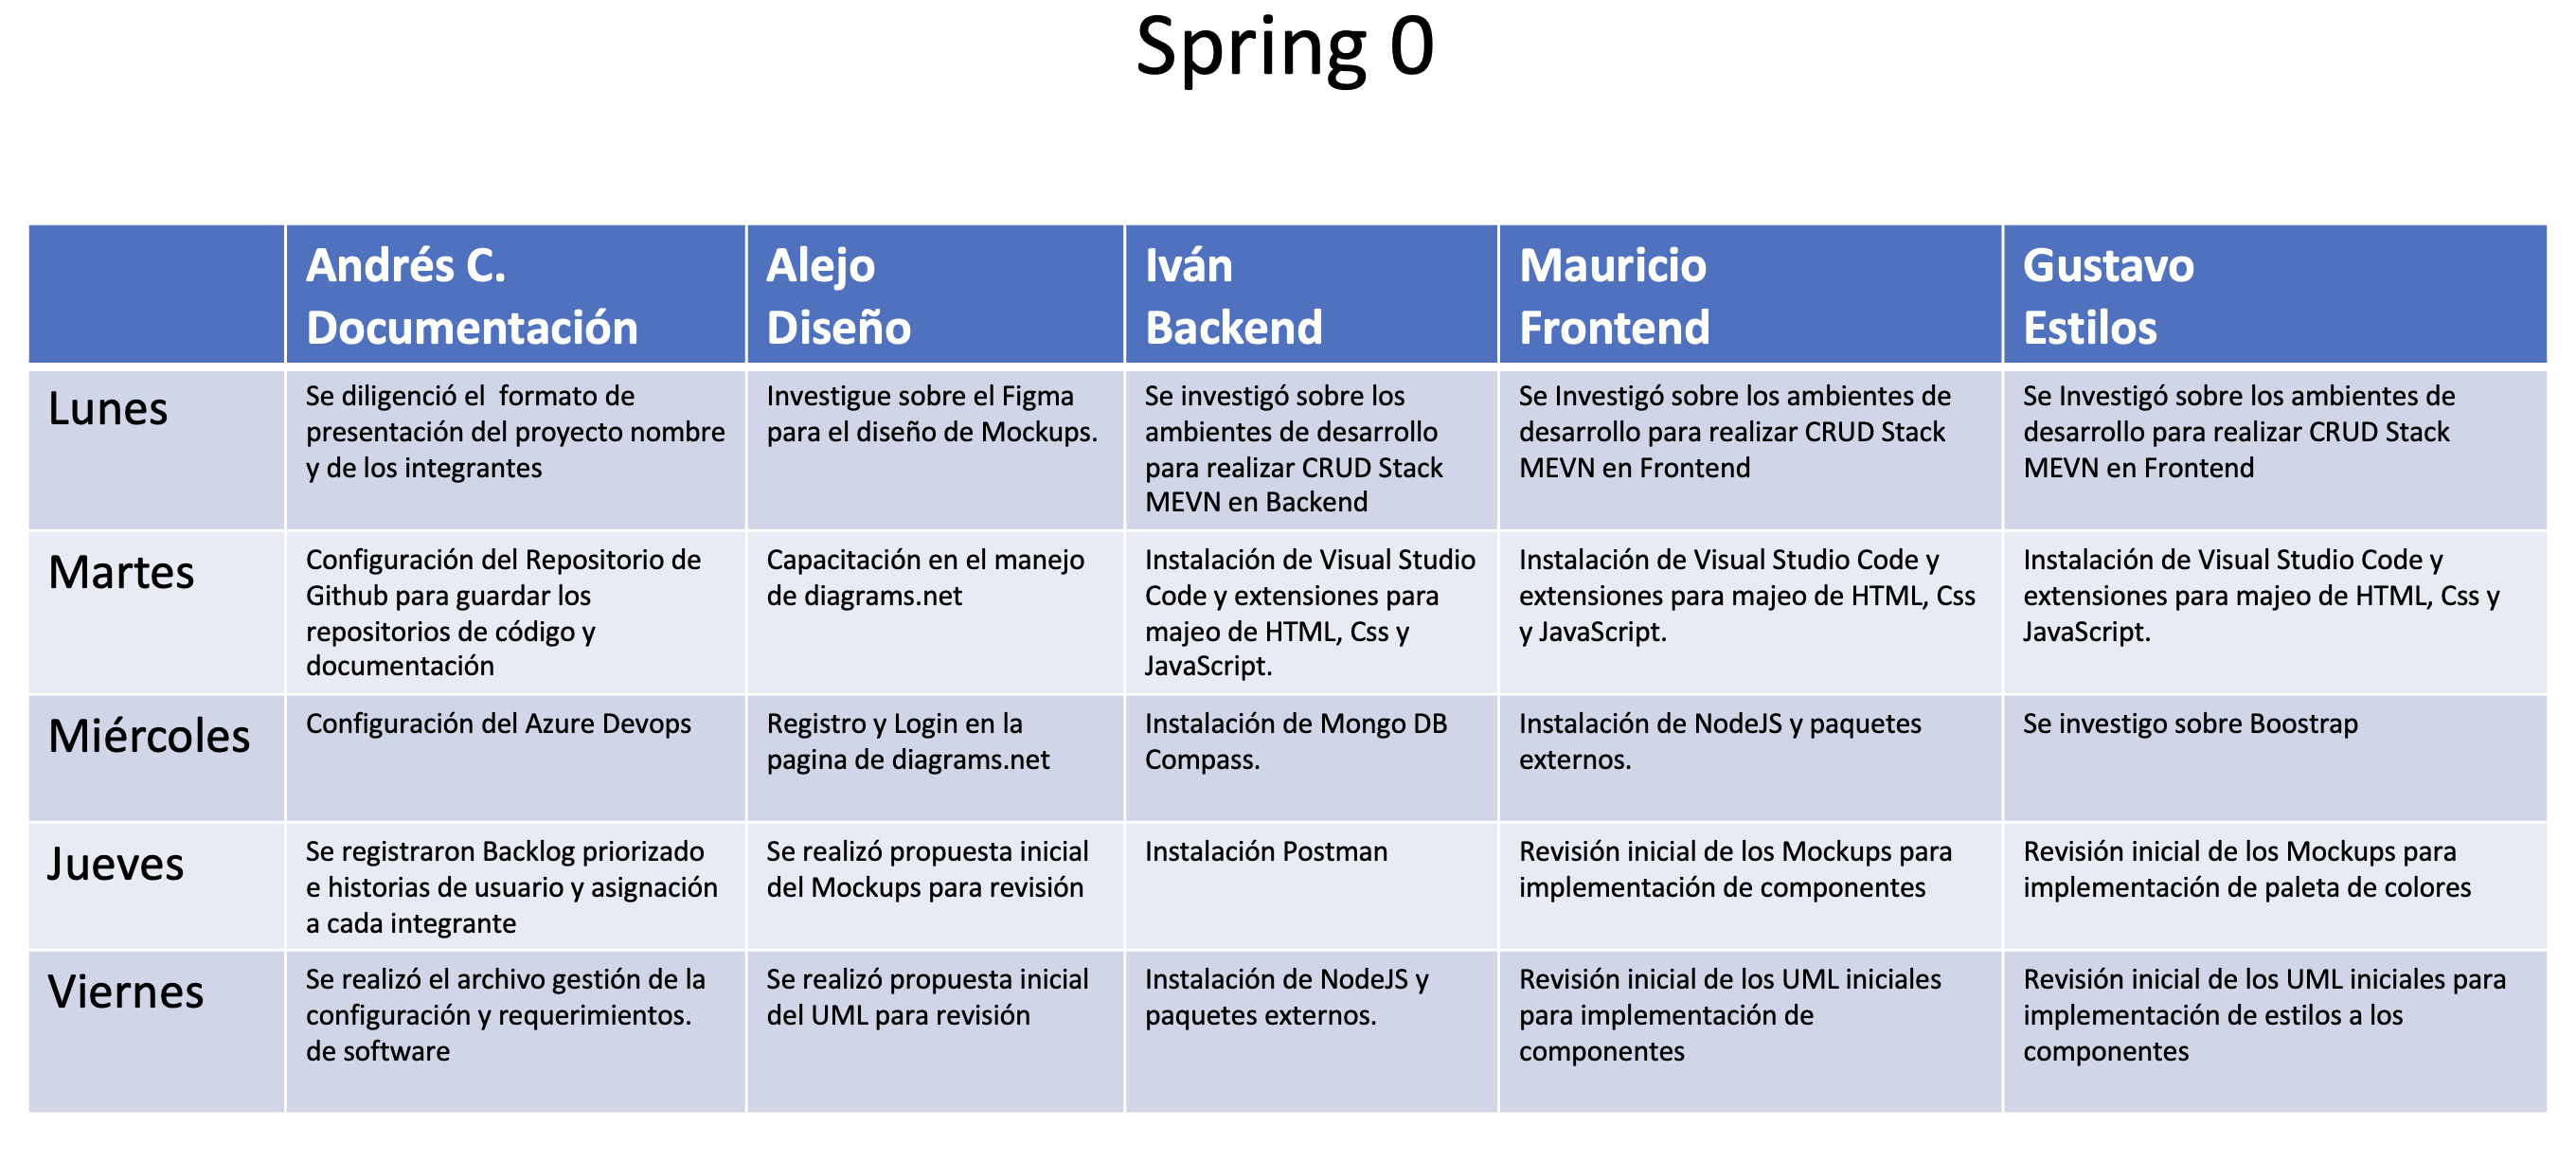 Spring 0
Andrés C.
Documentación
Alejo
Diseño
Iván
Backend
Mauricio
Frontend
Gustavo
Estilos
Lunes
Se diligenció el  formato de
presentación del proyecto nombre
y de los integrantes
Investigue sobre el Figma
para el diseño de Mockups.
Se investigó sobre los
ambientes de desarrollo
para realizar CRUD Stack
MEVN en Backend
Se Investigó sobre los ambientes de
desarrollo para realizar CRUD Stack
MEVN en Frontend
Se Investigó sobre los ambientes de
desarrollo para realizar CRUD Stack
MEVN en Frontend
Martes
Configuración del Repositorio de
Github para guardar los
repositorios de código y
documentación
Capacitación en el manejo
de diagrams.net
Instalación de Visual Studio
Code y extensiones para
majeo de HTML, Css y
JavaScript.
Instalación de Visual Studio Code y
extensiones para majeo de HTML, Css
y JavaScript.
Instalación de Visual Studio Code y
extensiones para majeo de HTML, Css y
JavaScript.
Miércoles
Configuración del Azure Devops
Registro y Login en la
pagina de diagrams.net
Instalación de Mongo DB
Compass.
Instalación de NodeJS y paquetes
externos.
Se investigo sobre Boostrap
Jueves
Se registraron Backlog priorizado
e historias de usuario y asignación
a cada integrante
Se realizó propuesta inicial
del Mockups para revisión
Instalación Postman
Revisión inicial de los Mockups para
implementación de componentes
Revisión inicial de los Mockups para
implementación de paleta de colores
Viernes
Se realizó el archivo gestión de la
configuración y requerimientos.
de software
Se realizó propuesta inicial
del UML para revisión
Instalación de NodeJS y
paquetes externos.
Revisión inicial de los UML iniciales
para implementación de
componentes
Revisión inicial de los UML iniciales para
implementación de estilos a los
componentes